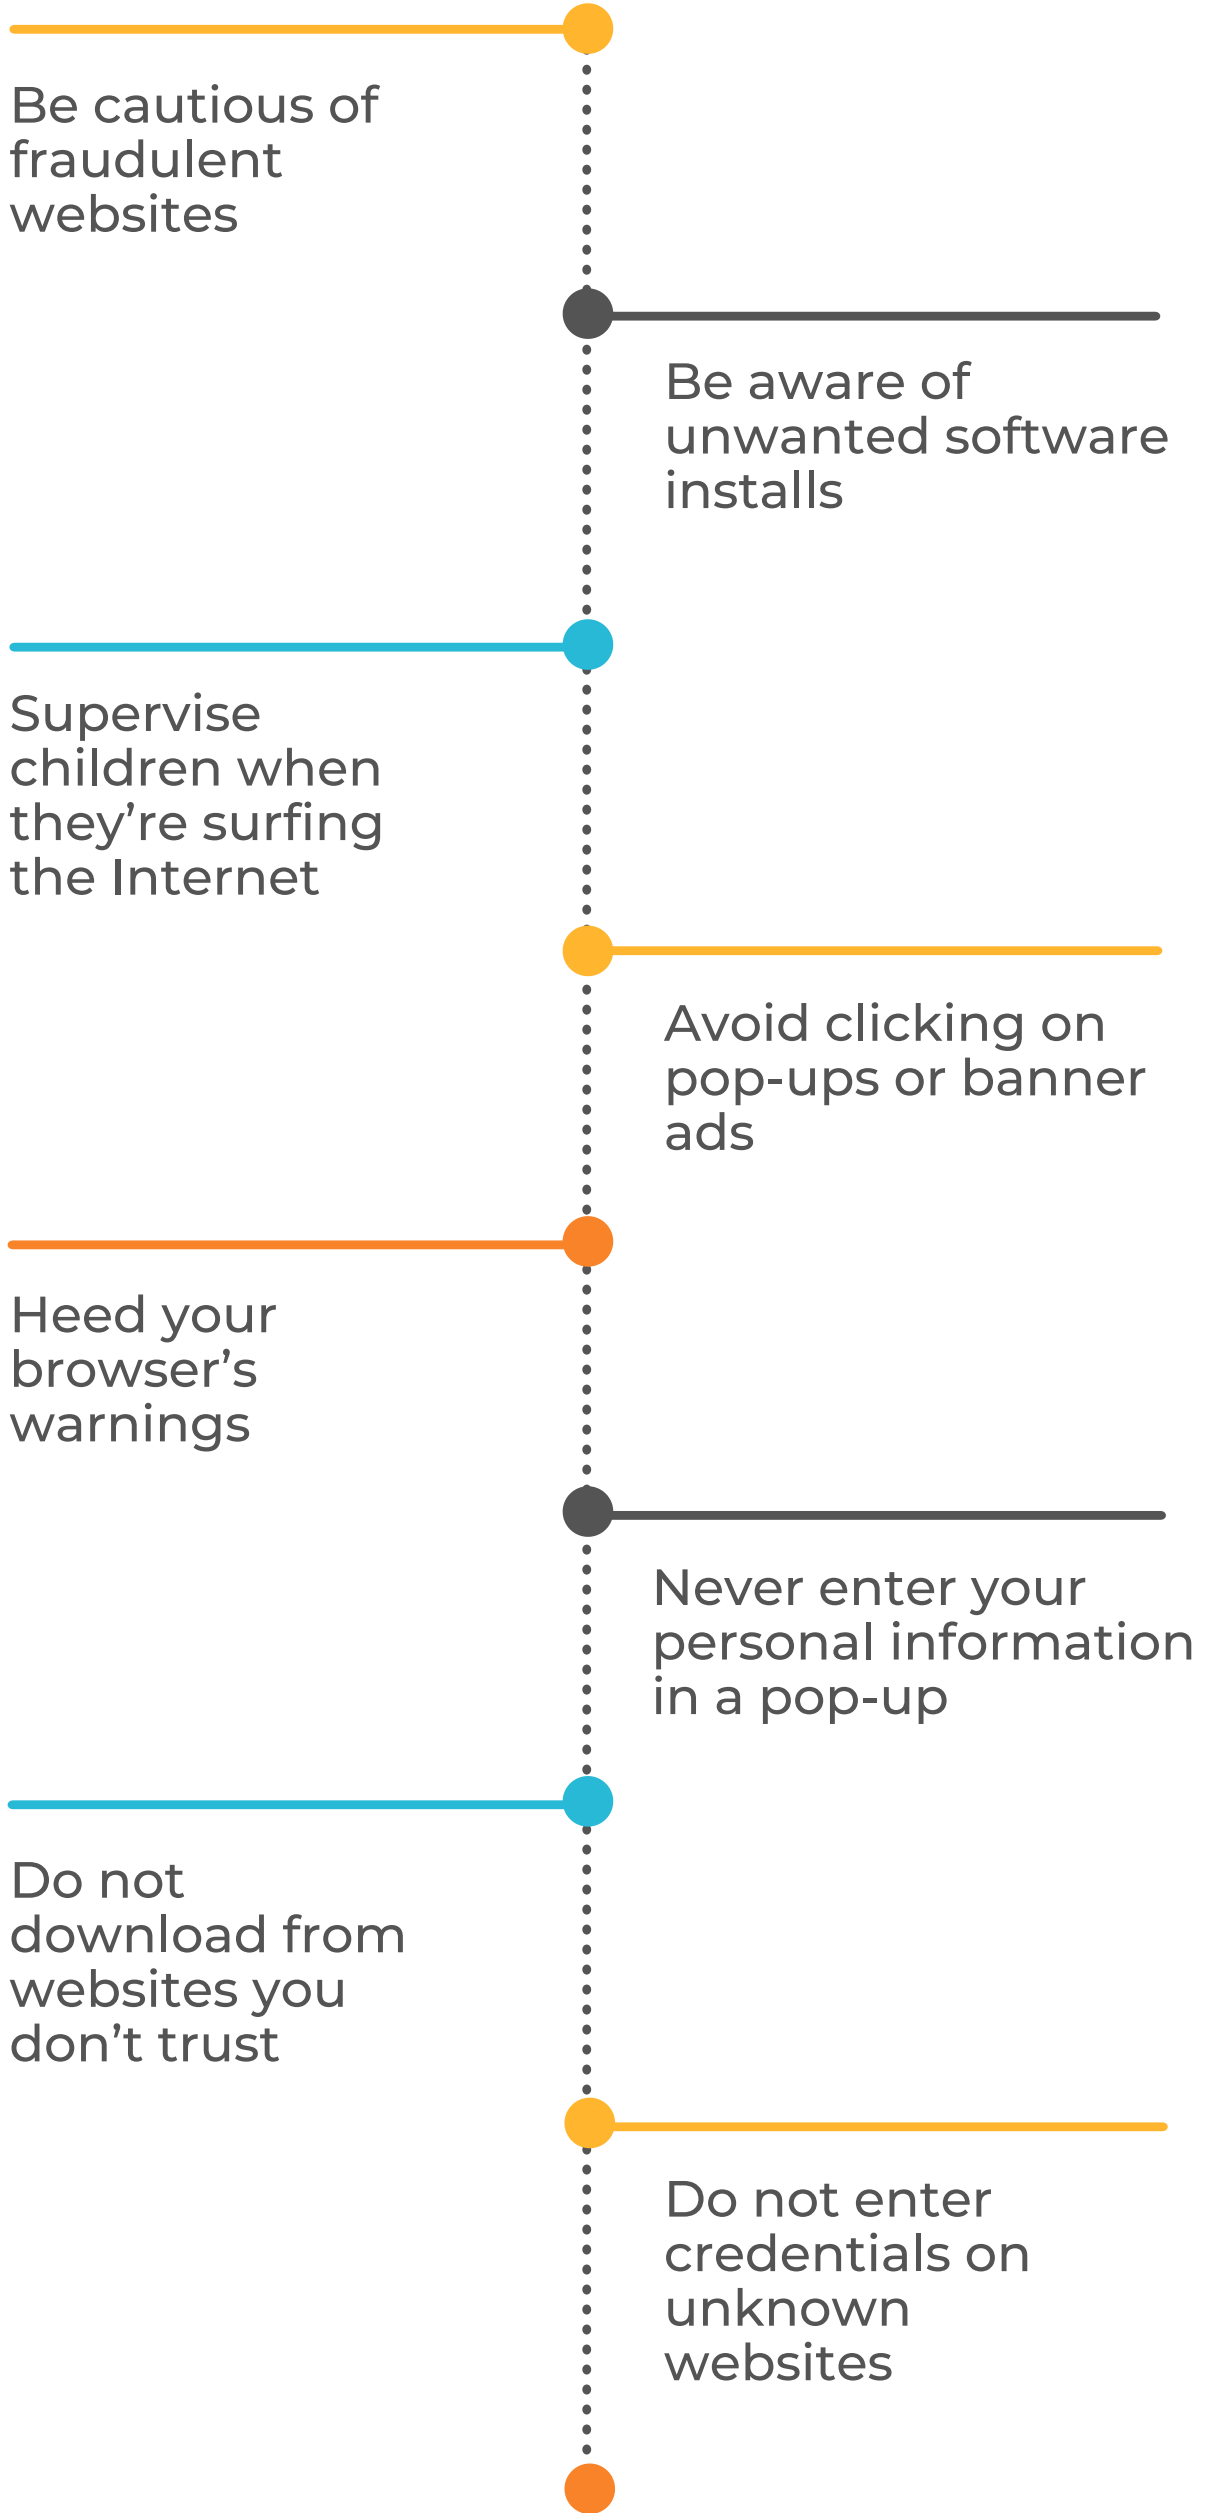 Be cautious of
fraudulent
websites
Be aware of
unwanted software
installs
Supervise
children when
they're surfing
the Internet
Avoid clicking on
pop-ups or banner
ads
Heed your
browser's
warnings
Never enter your
personal information
in a pop-up
Do not
download from
websites you
don't trust
Do not enter
credentials on
unknown
websites